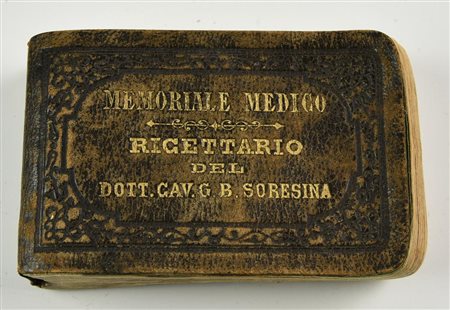 MEMORIALE MEDICO
RICETTARIO
DEL
DOTT. CAV. G. B. SORESINA